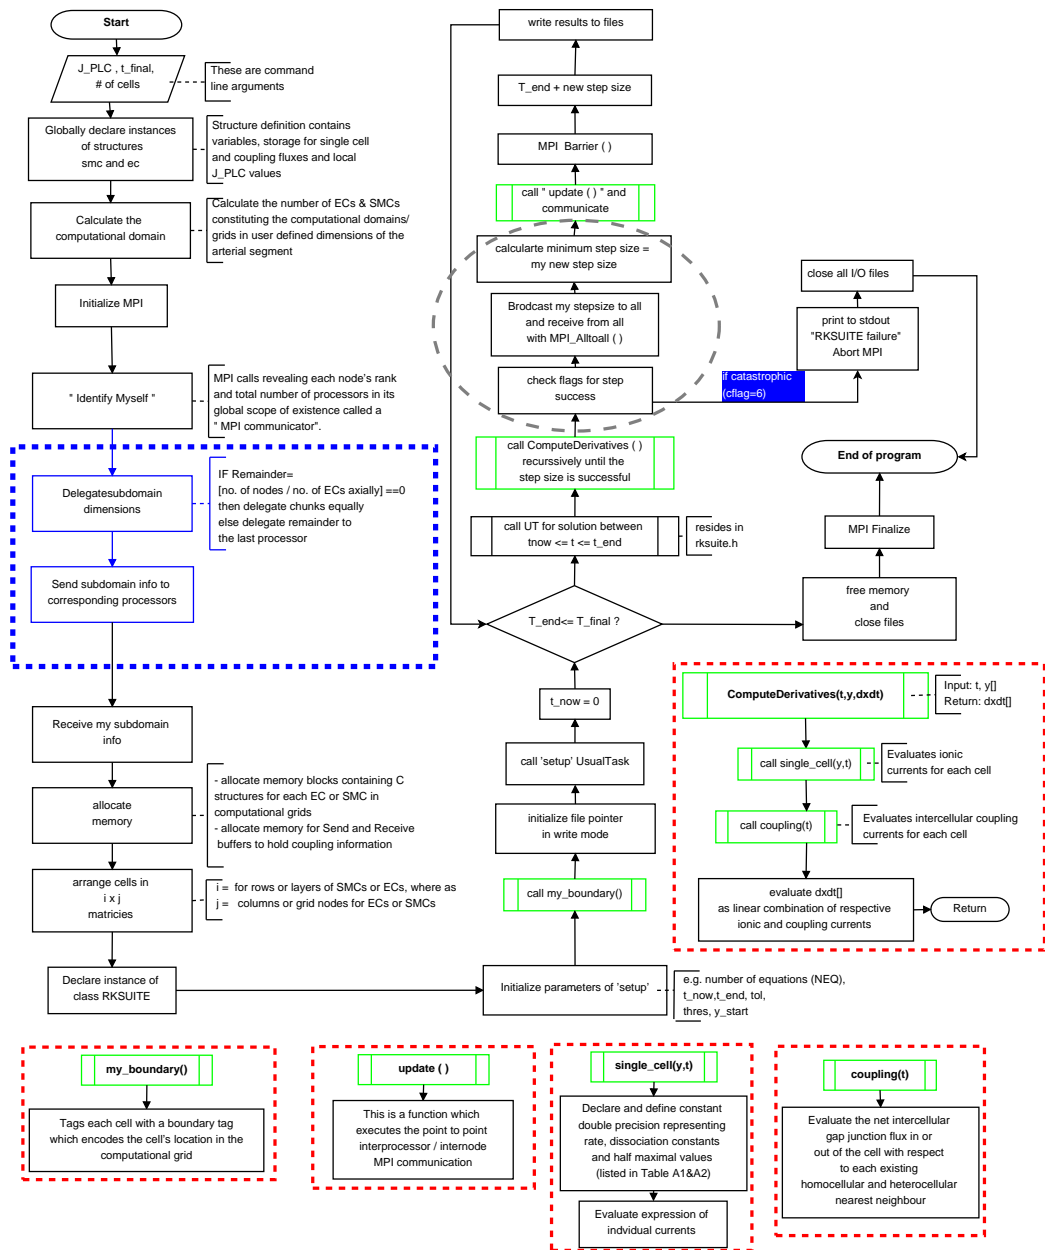 Start
J_PLC , t_final,
# of cells
These are command
line arguments
Globally declare instances
of structures
smc and ec
Structure definition contains
variables, storage for single cell
and coupling fluxes and local
J_PLC values
Calculate the
computational domain
Calculate the number of ECs & SMCs
constituting the computational domains/
grids in user defined dimensions of the
arterial segment
Initialize MPI
" Identify Myself "
MPI calls revealing each node's rank
and total number of processors in its
global scope of existence called a
" MPI communicator".
Delegatesubdomain
dimensions
IF Remainder=
[no. of nodes / no. of ECs axially] ==0
then delegate chunks equally
else delegate remainder to
the last processor
Send subdomain info to
corresponding processors
Receive my subdomain
info
allocate
memory
- allocate memory blocks containing C
structures for each EC or SMC in
computational grids
- allocate memory for Send and Receive
buffers to hold coupling information
arrange cells in
i x j
matricies
i = for rows or layers of SMCs or ECs, where as
j = columns or grid nodes for ECs or SMCs
Declare instance of
class RKSUITE
Initialize parameters of 'setup'
e.g. number of equations (NEQ),
t_now,t_end, tol,
thres, y_start
call my_boundary()
initialize file pointer
in write mode
call 'setup' UsualTask
t_now = 0
T_end<= T_final ?
call UT for solution between
tnow <= t <= t_end
resides in
rksuite.h
call ComputeDerivatives ( )
recurssively until the
step size is successful
check flags for step
success
if catastrophic
(cflag=6)
Brodcast my stepsize to all
and receive from all
with MPI_Alltoall ( )
calcularte minimum step size =
my new step size
call " update ( ) " and
communicate
MPI Barrier ( )
T_end + new step size
write results to files
print to stdout
"RKSUITE failure"
Abort MPI
close all I/O files
End of program
MPI Finalize
free memory
and
close files
ComputeDerivatives(t,y,dxdt)
Input: t, y[]
Return: dxdt[]
call single_cell(y,t)
Evaluates ionic
currents for each cell
call coupling(t)
Evaluates intercellular coupling
currents for each cell
evaluate dxdt[]
as linear combination of respective
ionic and coupling currents
Return
my_boundary()
Tags each cell with a boundary tag
which encodes the cell's location in the
computational grid
update ( )
This is a function which
executes the point to point
interprocessor / internode
MPI communication
single_cell(y,t)
Declare and define constant
double precision representing
rate, dissociation constants
and half maximal values
(listed in Table A1&A2)
Evaluate expression of
indvidual currents
coupling(t)
Evaluate the net intercellular
gap junction flux in or
out of the cell with respect
to each existing
homocellular and heterocellular
nearest neighbour